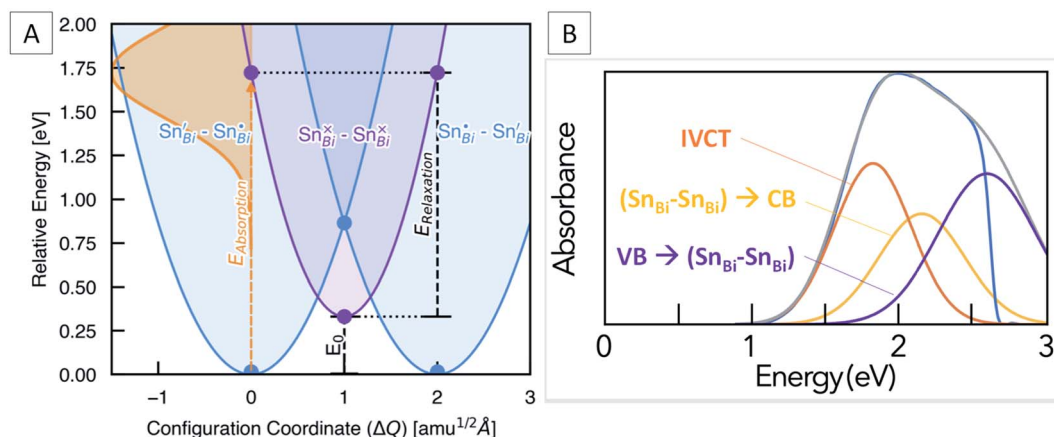 A
2.00
1.75
1.50
1.25
1.00
0.75
0.50
0.25
0.00
Relative Energy [eV]
Sn′Bi - Sn•Bi
Sn×Bi - Sn×Bi
Sn•Bi - Sn′Bi
EAbsorption
ERelaxation
E0
−1 0 1 2 3
Configuration Coordinate (ΔQ) [amu1/2Å]
B
Absorbance
IVCT
(SnBi-SnBi) → CB
VB → (SnBi-SnBi)
0 1 2 3
Energy (eV)